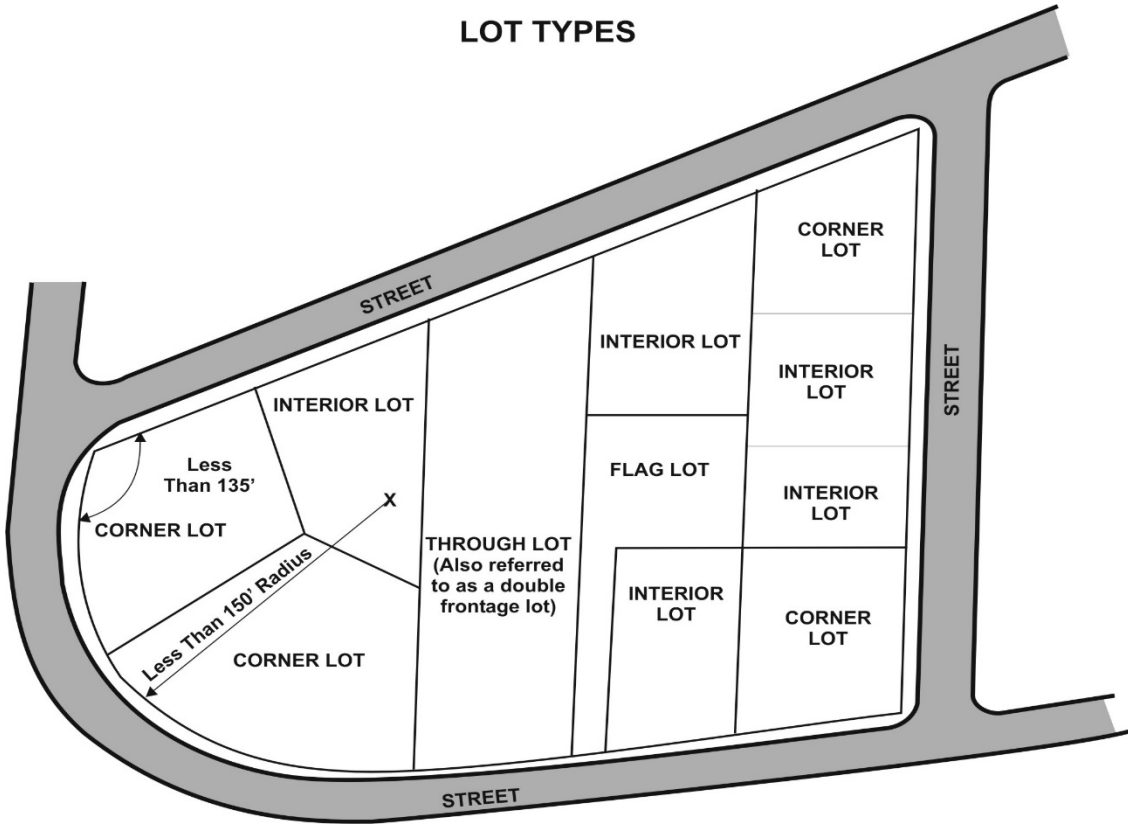 LOT TYPES
STREET
CORNER
LOT
INTERIOR LOT
INTERIOR
LOT
STREET
INTERIOR LOT
Less
Than 135’
FLAG LOT
INTERIOR
LOT
X
CORNER LOT
THROUGH LOT
(Also referred
to as a double
frontage lot)
Less Than 150’ Radius
INTERIOR
LOT
CORNER
LOT
CORNER LOT
STREET